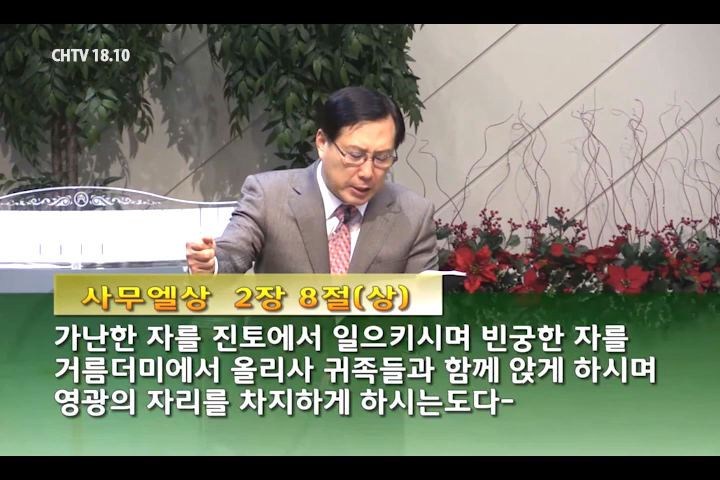 CHTV 18.10
사무엘상 2장 8절(상)
가난한 자를 진토에서 일으키시며 빈궁한 자를
거름더미에서 올리사 귀족들과 함께 앉게 하시며
영광의 자리를 차지하게 하시는도다-